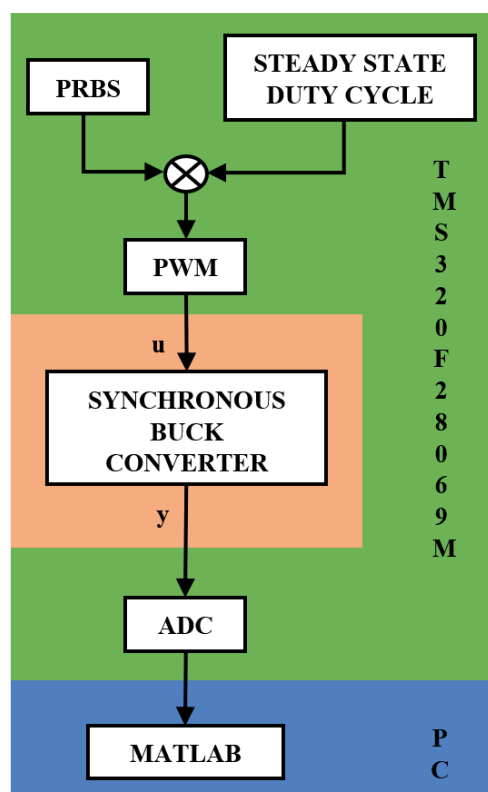 PRBS
STEADY STATE
DUTY CYCLE
PWM
u
SYNCHRONOUS
BUCK
CONVERTER
y
ADC
MATLAB
T
M
S
3
2
0
F
2
8
0
6
9
M
P
C